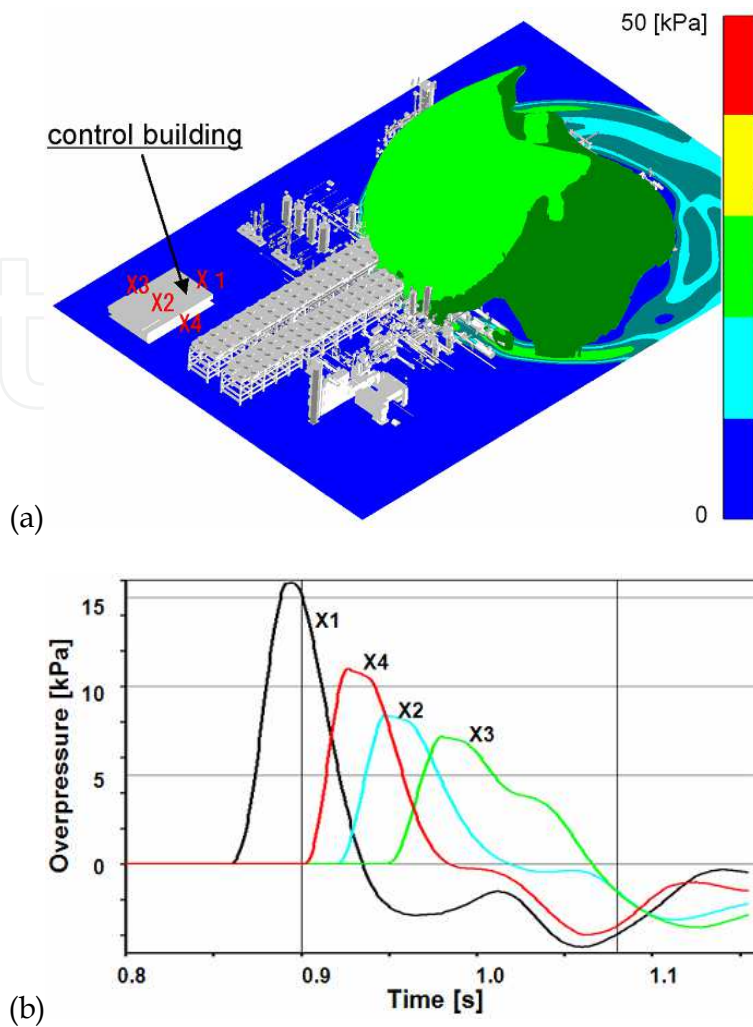 50 [kPa]
control building
X3
X 1
X2
X4
0
(a)
15
X1
X4
10
X2
X3
5
0
Overpressure [kPa]
0.8
0.9
1.0
1.1
Time [s]
(b)